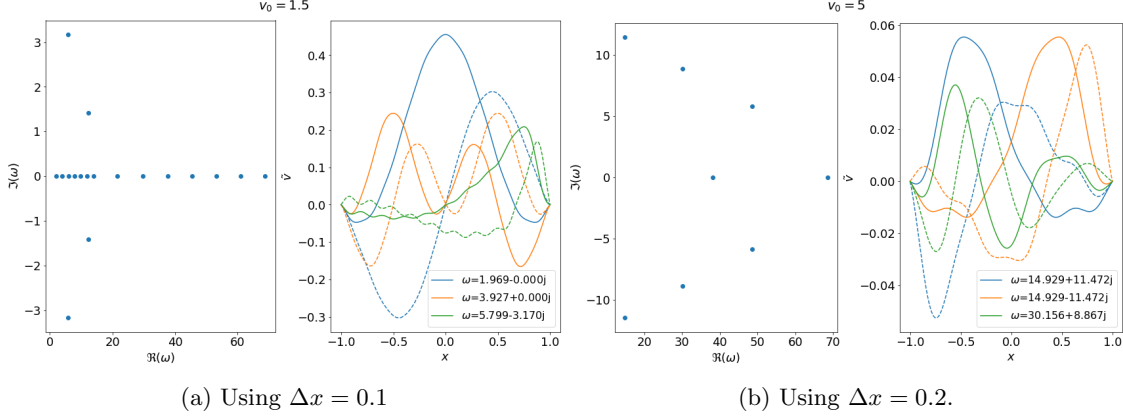 v₀ = 1.5
ℑ(ω)
3
2
1
0
−1
−2
−3
0
20
40
60
ℜ(ω)
ṽ
0.4
0.3
0.2
0.1
0.0
−0.1
−0.2
−0.3
ω=1.969-0.000j
ω=3.927+0.000j
ω=5.799-3.170j
−1.0
−0.5
0.0
0.5
1.0
x
(a) Using Δx = 0.1
v₀ = 5
ℑ(ω)
10
5
0
−5
−10
20
30
40
50
60
70
ℜ(ω)
ṽ
0.06
0.04
0.02
0.00
−0.02
−0.04
ω=14.929+11.472j
ω=14.929-11.472j
ω=30.156+8.867j
−1.0
−0.5
0.0
0.5
1.0
x
(b) Using Δx = 0.2.